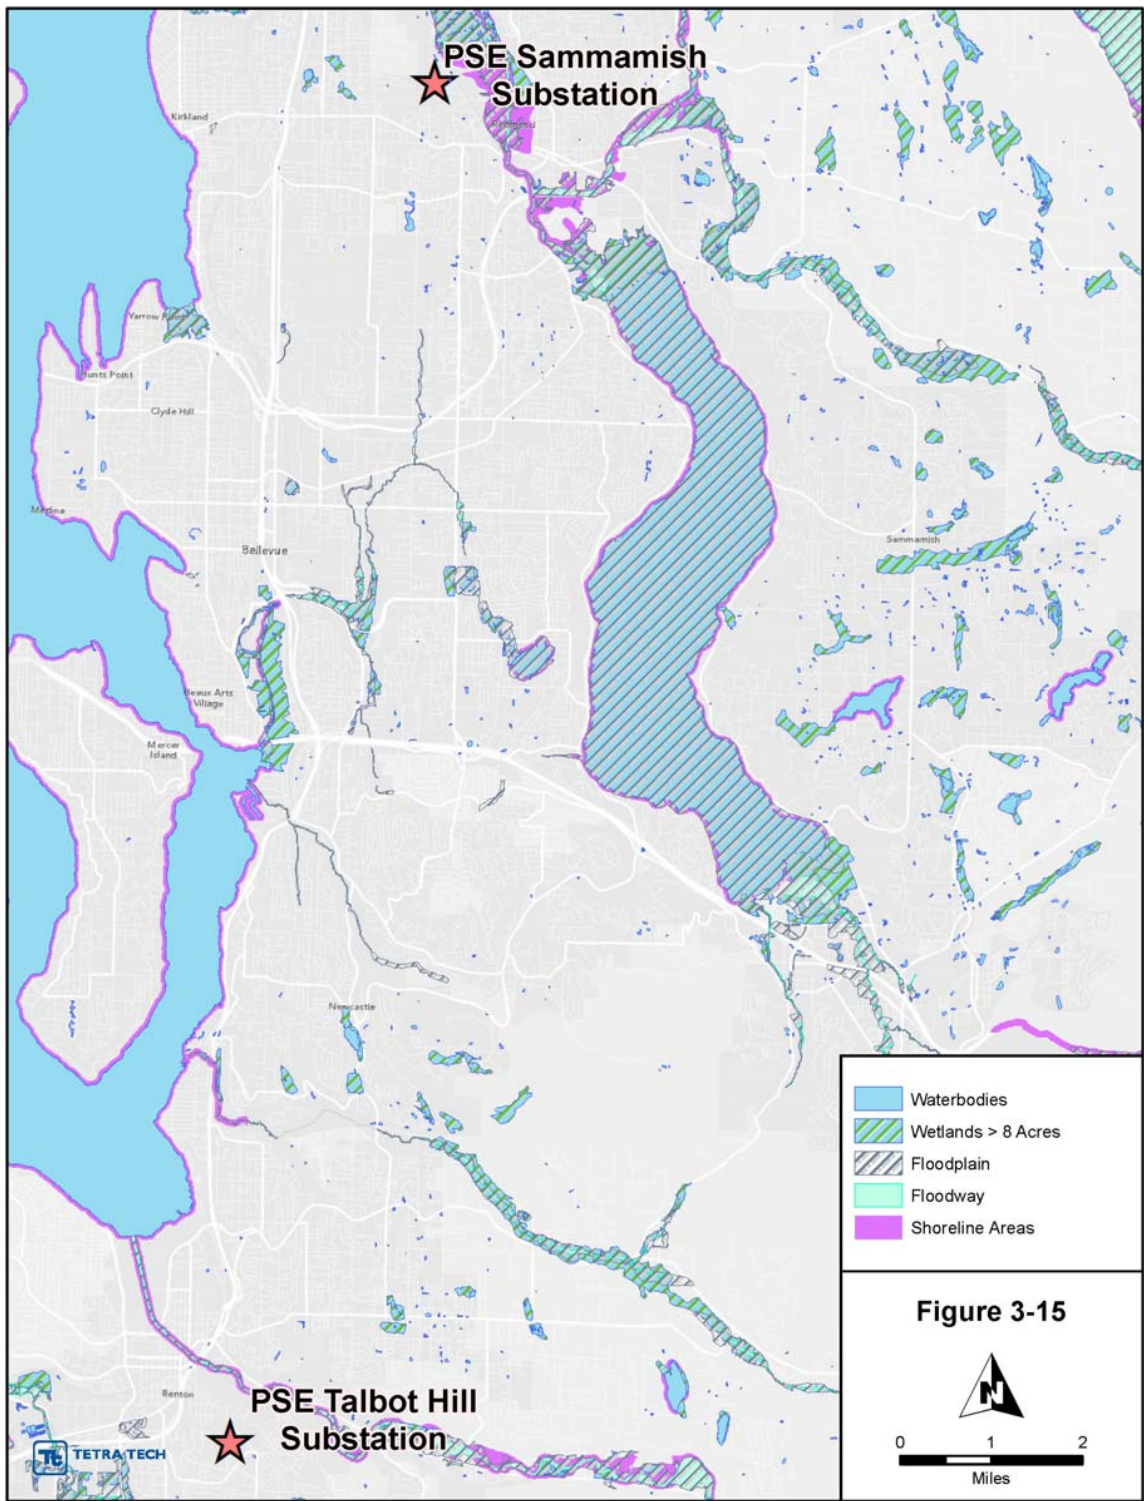 PSE Sammamish
Substation
Kirkland
Redmond
Yarrow Point
Hunts Point
Clyde Hill
Medina
Bellevue
Sammamish
Beaux Arts
Village
Mercer
Island
Newcastle
Waterbodies
Wetlands > 8 Acres
Floodplain
Floodway
Shoreline Areas
Figure 3-15
N
0 1 2
Miles
Renton
PSE Talbot Hill
Substation
Tt TETRA TECH